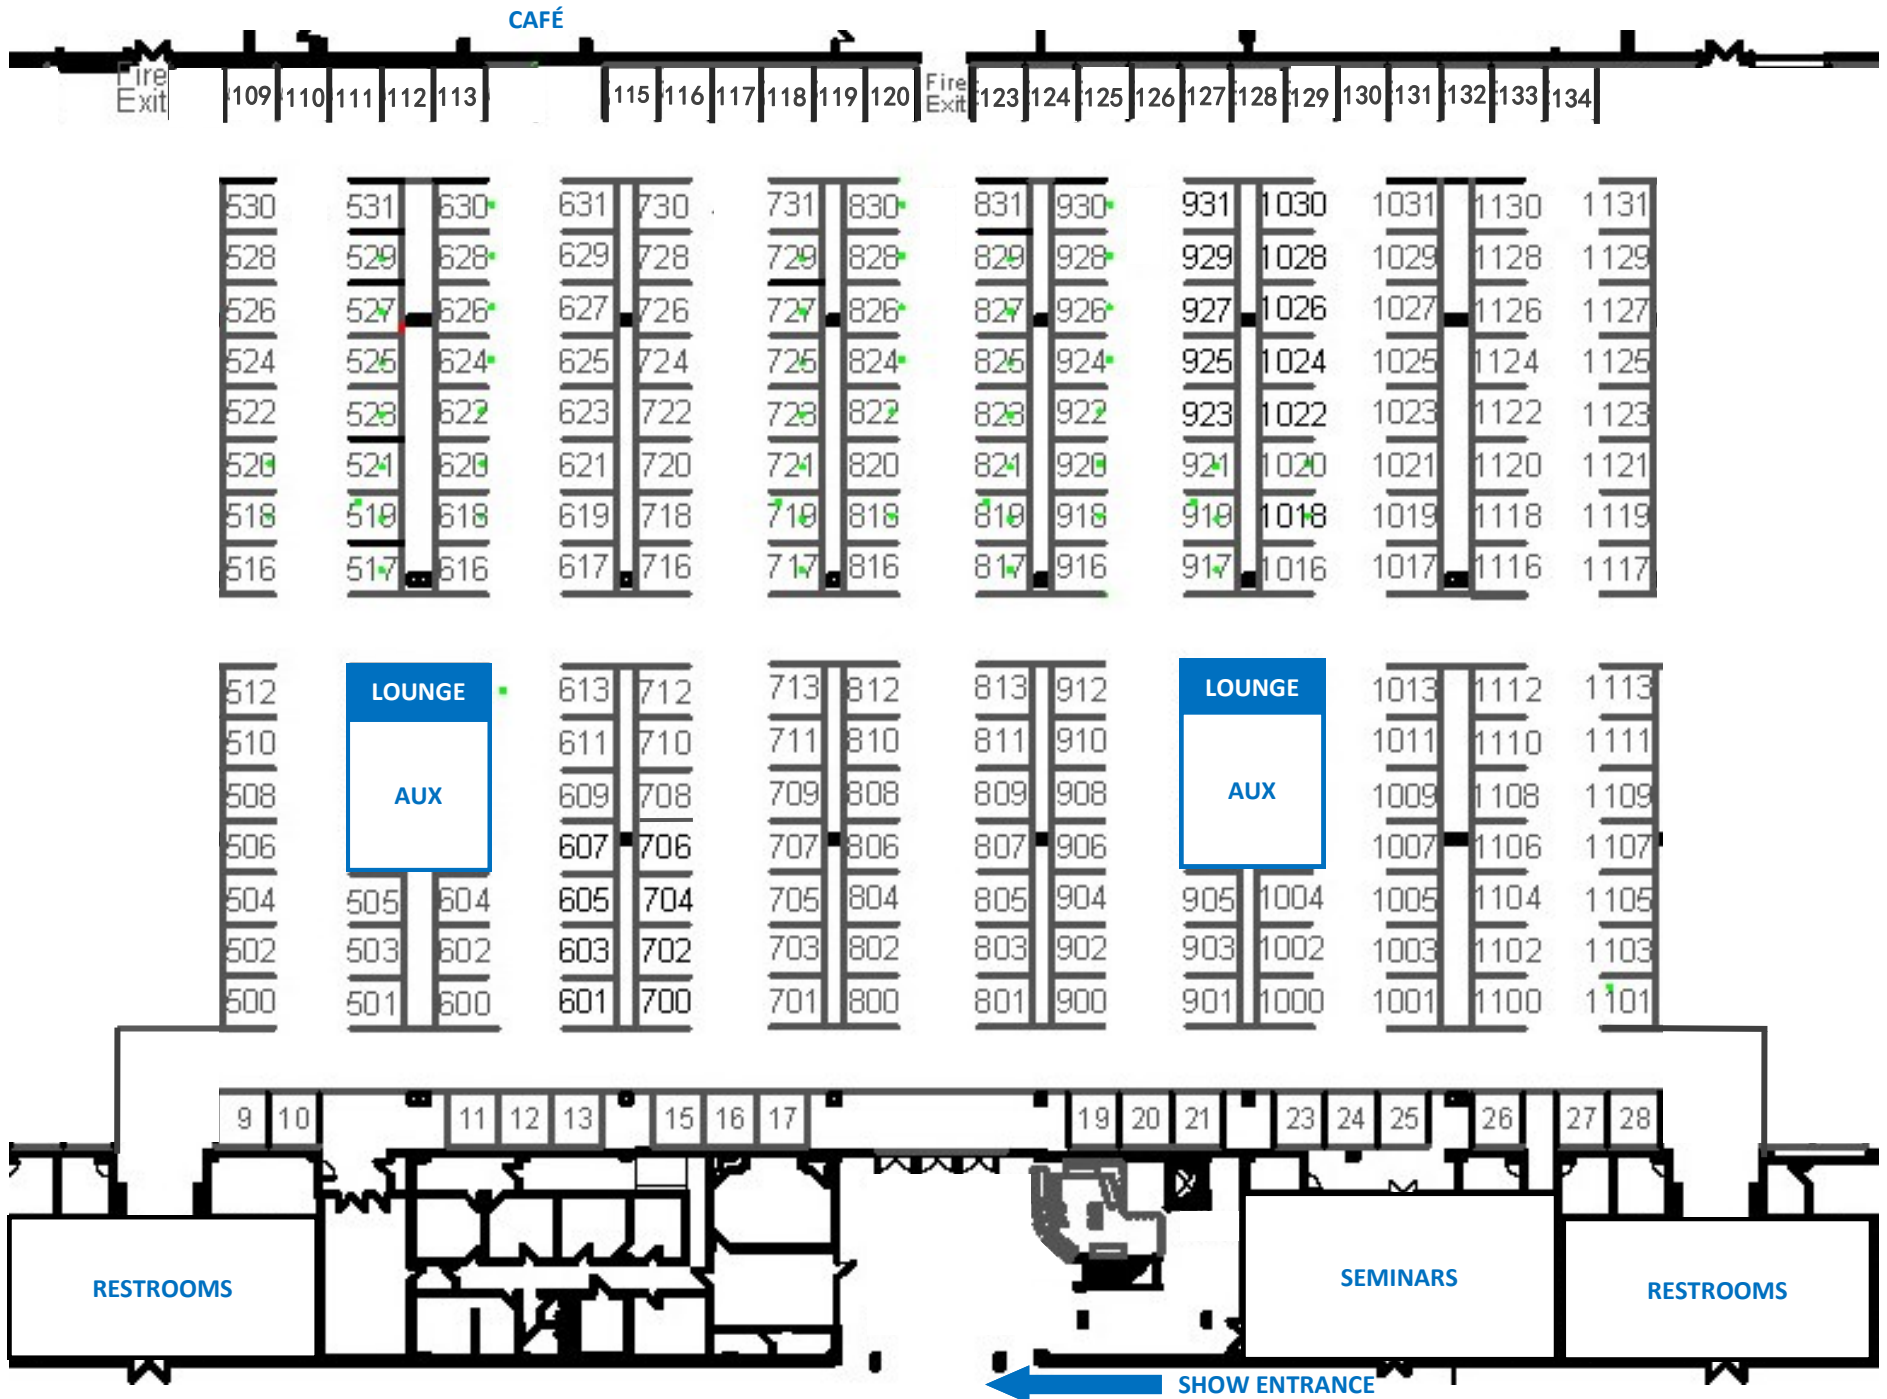 CAFÉ
Fire
Exit
109 110 111 112 113 115 116 117 118 119 120
Fire
Exit
123 124 125 126 127 128 129 130 131 132 133 134
530 531 630 631 730 731 830 831 930 931 1030 1031 1130 1131
528 529 628 629 728 729 828 829 928 929 1028 1029 1128 1129
526 527 626 627 726 727 826 827 926 927 1026 1027 1126 1127
524 525 624 625 724 725 824 825 924 925 1024 1025 1124 1125
522 523 622 623 722 723 822 823 922 923 1022 1023 1122 1123
520 521 620 621 720 721 820 821 920 921 1020 1021 1120 1121
518 519 618 619 718 719 818 819 918 919 1018 1019 1118 1119
516 517 616 617 716 717 816 817 916 917 1016 1017 1116 1117
512 LOUNGE 613 712 713 812 813 912 LOUNGE 1013 1112 1113
510 611 710 711 810 811 910 1011 1110 1111
508 AUX 609 708 709 808 809 908 AUX 1009 1108 1109
506 607 706 707 806 807 906 1007 1106 1107
504 505 604 605 704 705 804 805 904 905 1004 1005 1104 1105
502 503 602 603 702 703 802 803 902 903 1002 1003 1102 1103
500 501 600 601 700 701 800 801 900 901 1000 1001 1100 1101
9 10 11 12 13 15 16 17 19 20 21 23 24 25 26 27 28
RESTROOMS SEMINARS RESTROOMS
SHOW ENTRANCE